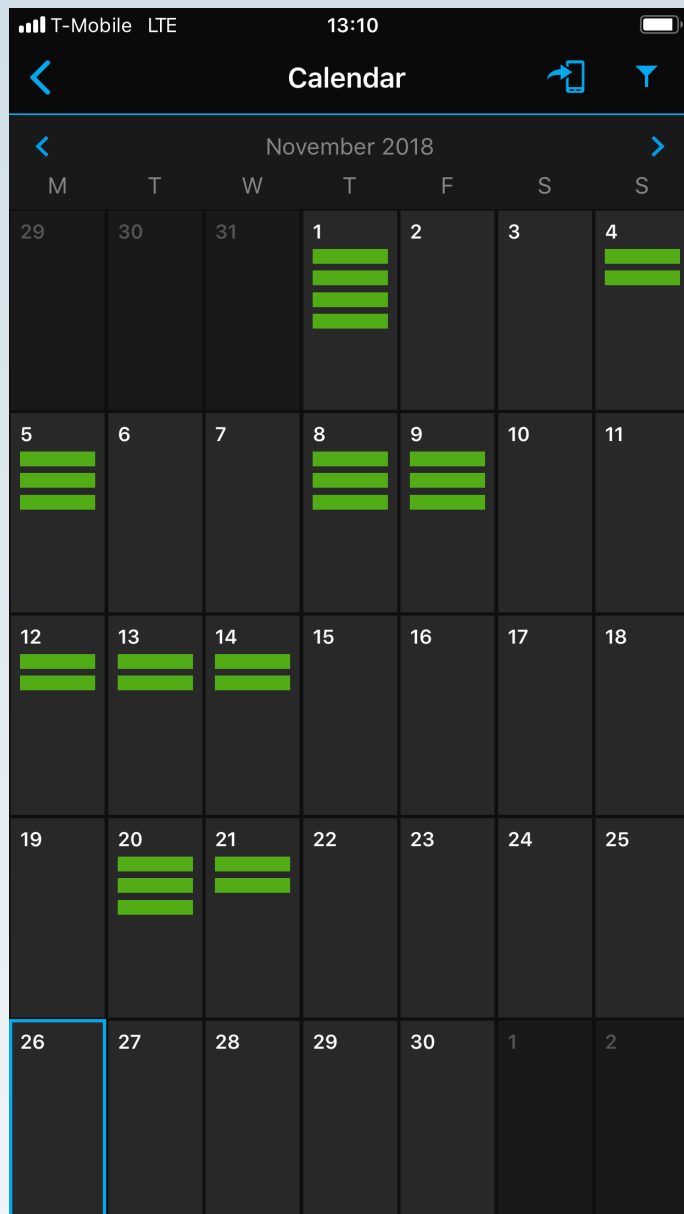 T-Mobile LTE 13:10
Calendar
November 2018
M T W T F S S
29 30 31 1 2 3 4
5 6 7 8 9 10 11
12 13 14 15 16 17 18
19 20 21 22 23 24 25
26 27 28 29 30 1 2